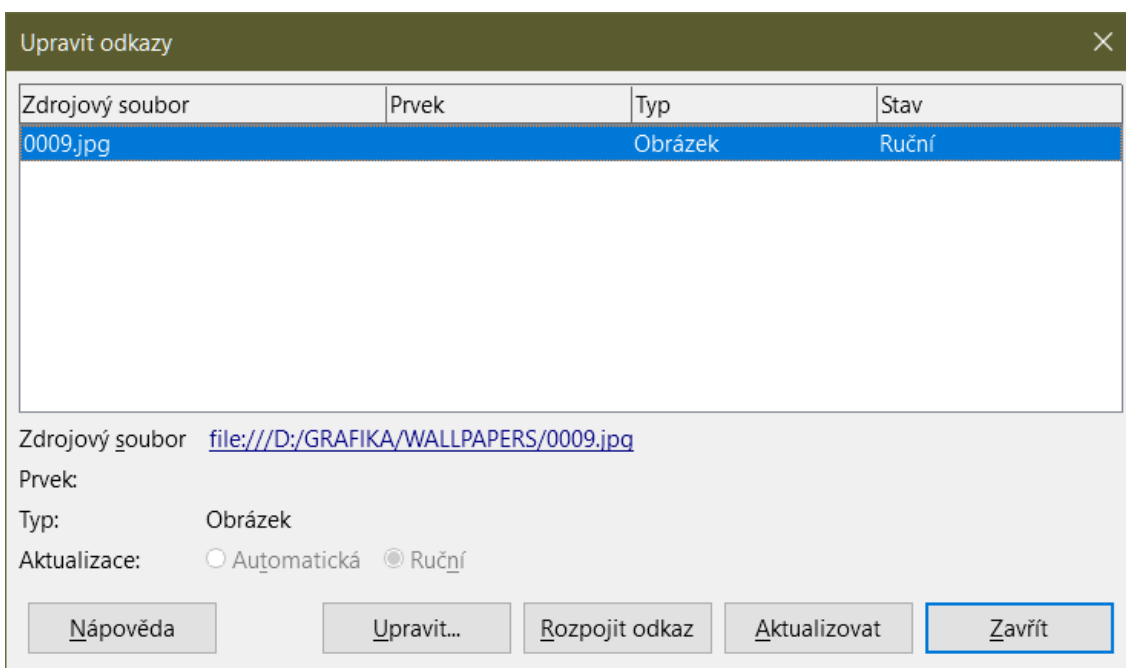 Upravit odkazy
Zdrojový soubor Prvek Typ Stav
0009.jpg Obrázek Ruční
Zdrojový soubor file:///D:/GRAFIKA/WALLPAPERS/0009.jpg
Prvek:
Typ: Obrázek
Aktualizace: Automatická Ruční
Nápověda Upravit... Rozpojit odkaz Aktualizovat Zavřít